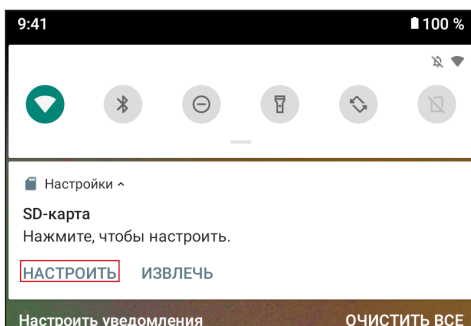 9:41 100 %
Настройки
SD-карта
Нажмите, чтобы настроить.
НАСТРОИТЬ ИЗВЛЕЧЬ
Настроить уведомления ОЧИСТИТЬ ВСЕ